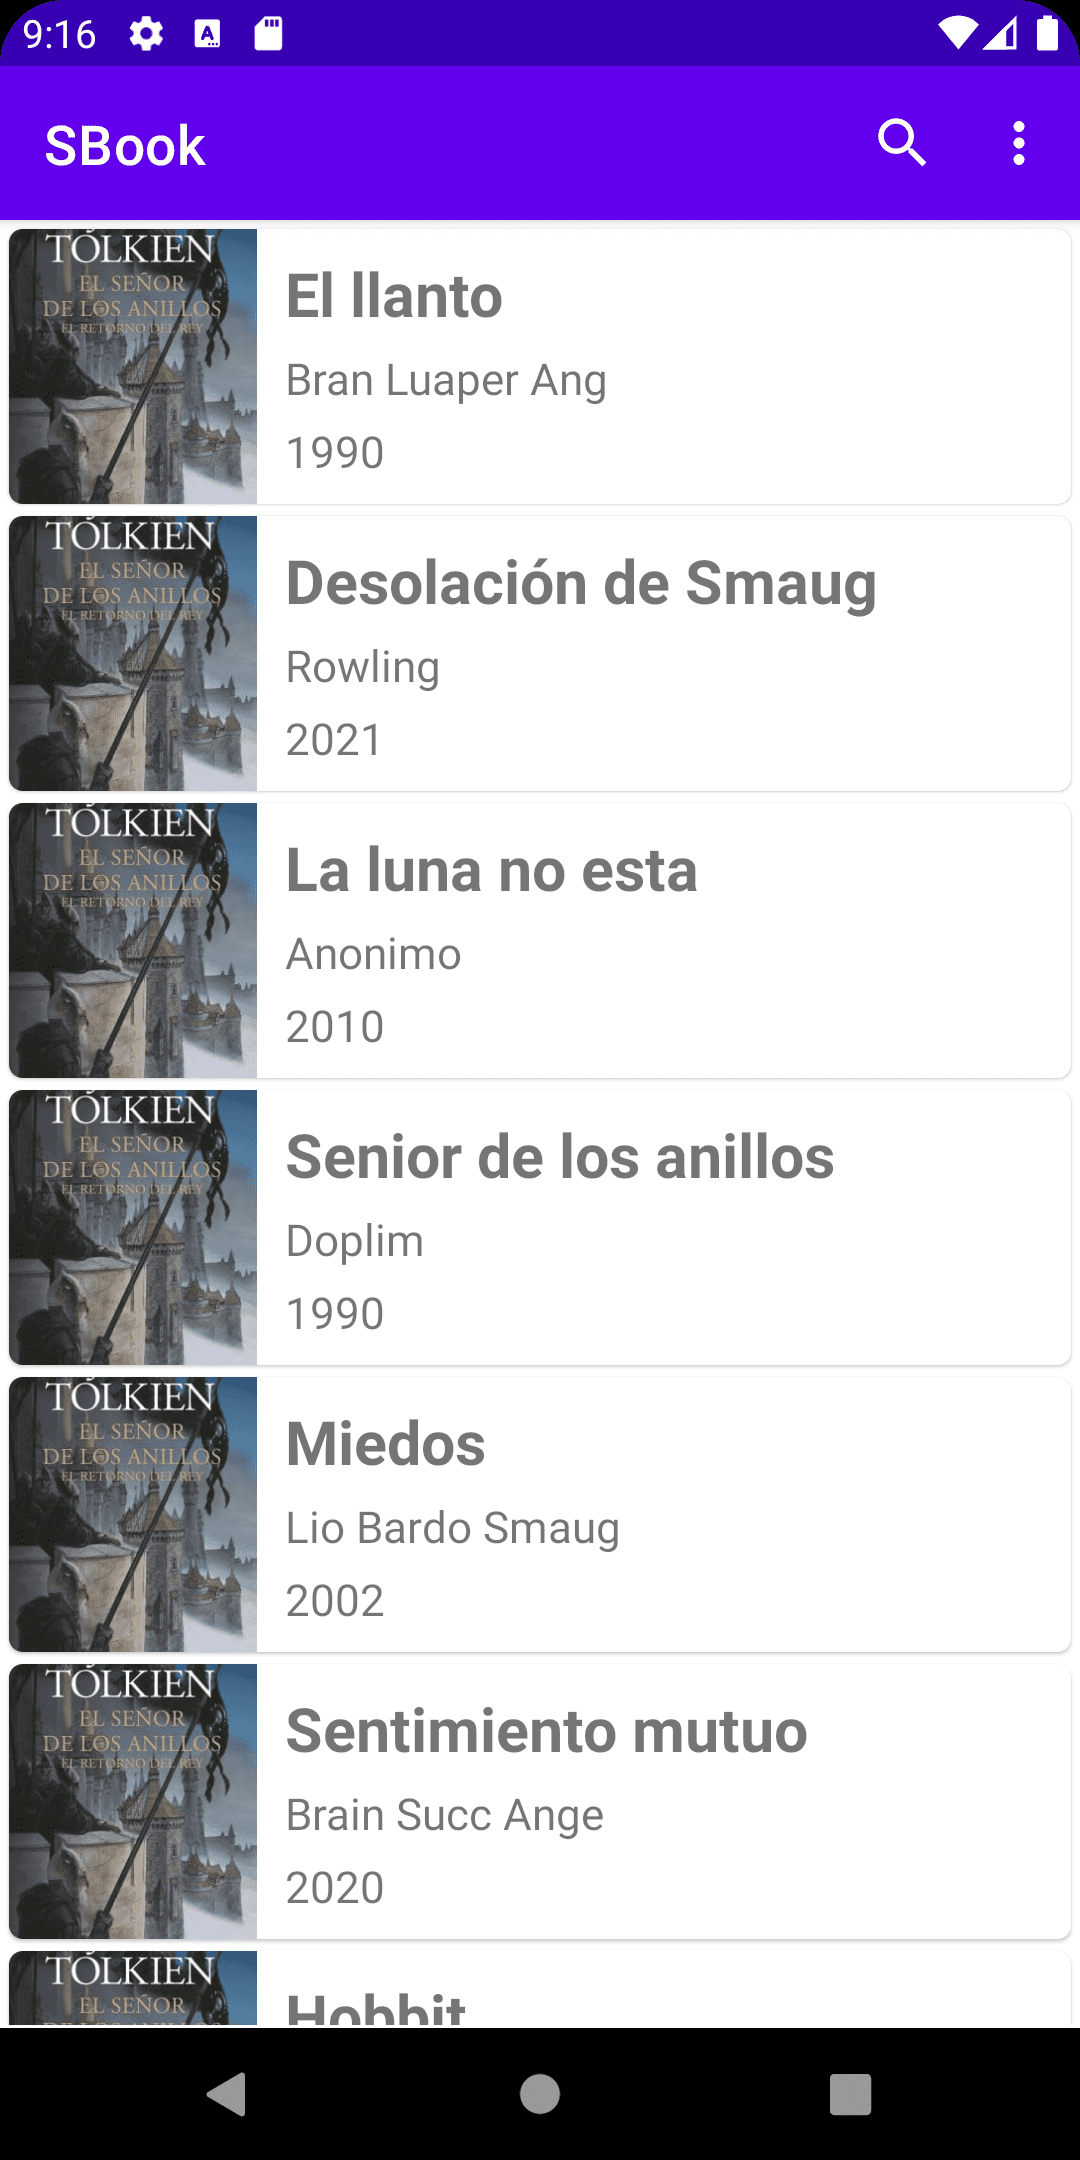 9:16
SBook
TOLKIEN
EL SEÑOR
DE LOS ANILLOS
EL RETORNO DEL REY
El llanto
Bran Luaper Ang
1990
TOLKIEN
EL SEÑOR
DE LOS ANILLOS
EL RETORNO DEL REY
Desolación de Smaug
Rowling
2021
TOLKIEN
EL SEÑOR
DE LOS ANILLOS
EL RETORNO DEL REY
La luna no esta
Anonimo
2010
TOLKIEN
EL SEÑOR
DE LOS ANILLOS
EL RETORNO DEL REY
Senior de los anillos
Doplim
1990
TOLKIEN
EL SEÑOR
DE LOS ANILLOS
EL RETORNO DEL REY
Miedos
Lio Bardo Smaug
2002
TOLKIEN
EL SEÑOR
DE LOS ANILLOS
EL RETORNO DEL REY
Sentimiento mutuo
Brain Succ Ange
2020
TOLKIEN
EL SEÑOR
Hobbit